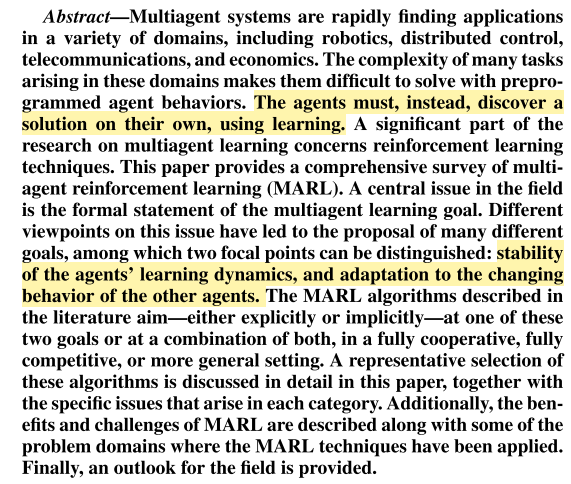 Abstract—Multiagent systems are rapidly finding applications
in a variety of domains, including robotics, distributed control,
telecommunications, and economics. The complexity of many tasks
arising in these domains makes them difficult to solve with prepro-
grammed agent behaviors. The agents must, instead, discover a
solution on their own, using learning. A significant part of the
research on multiagent learning concerns reinforcement learning
techniques. This paper provides a comprehensive survey of multi-
agent reinforcement learning (MARL). A central issue in the field
is the formal statement of the multiagent learning goal. Different
viewpoints on this issue have led to the proposal of many different
goals, among which two focal points can be distinguished: stability
of the agents' learning dynamics, and adaptation to the changing
behavior of the other agents. The MARL algorithms described in
the literature aim—either explicitly or implicitly—at one of these
two goals or at a combination of both, in a fully cooperative, fully
competitive, or more general setting. A representative selection of
these algorithms is discussed in detail in this paper, together with
the specific issues that arise in each category. Additionally, the ben-
efits and challenges of MARL are described along with some of the
problem domains where the MARL techniques have been applied.
Finally, an outlook for the field is provided.